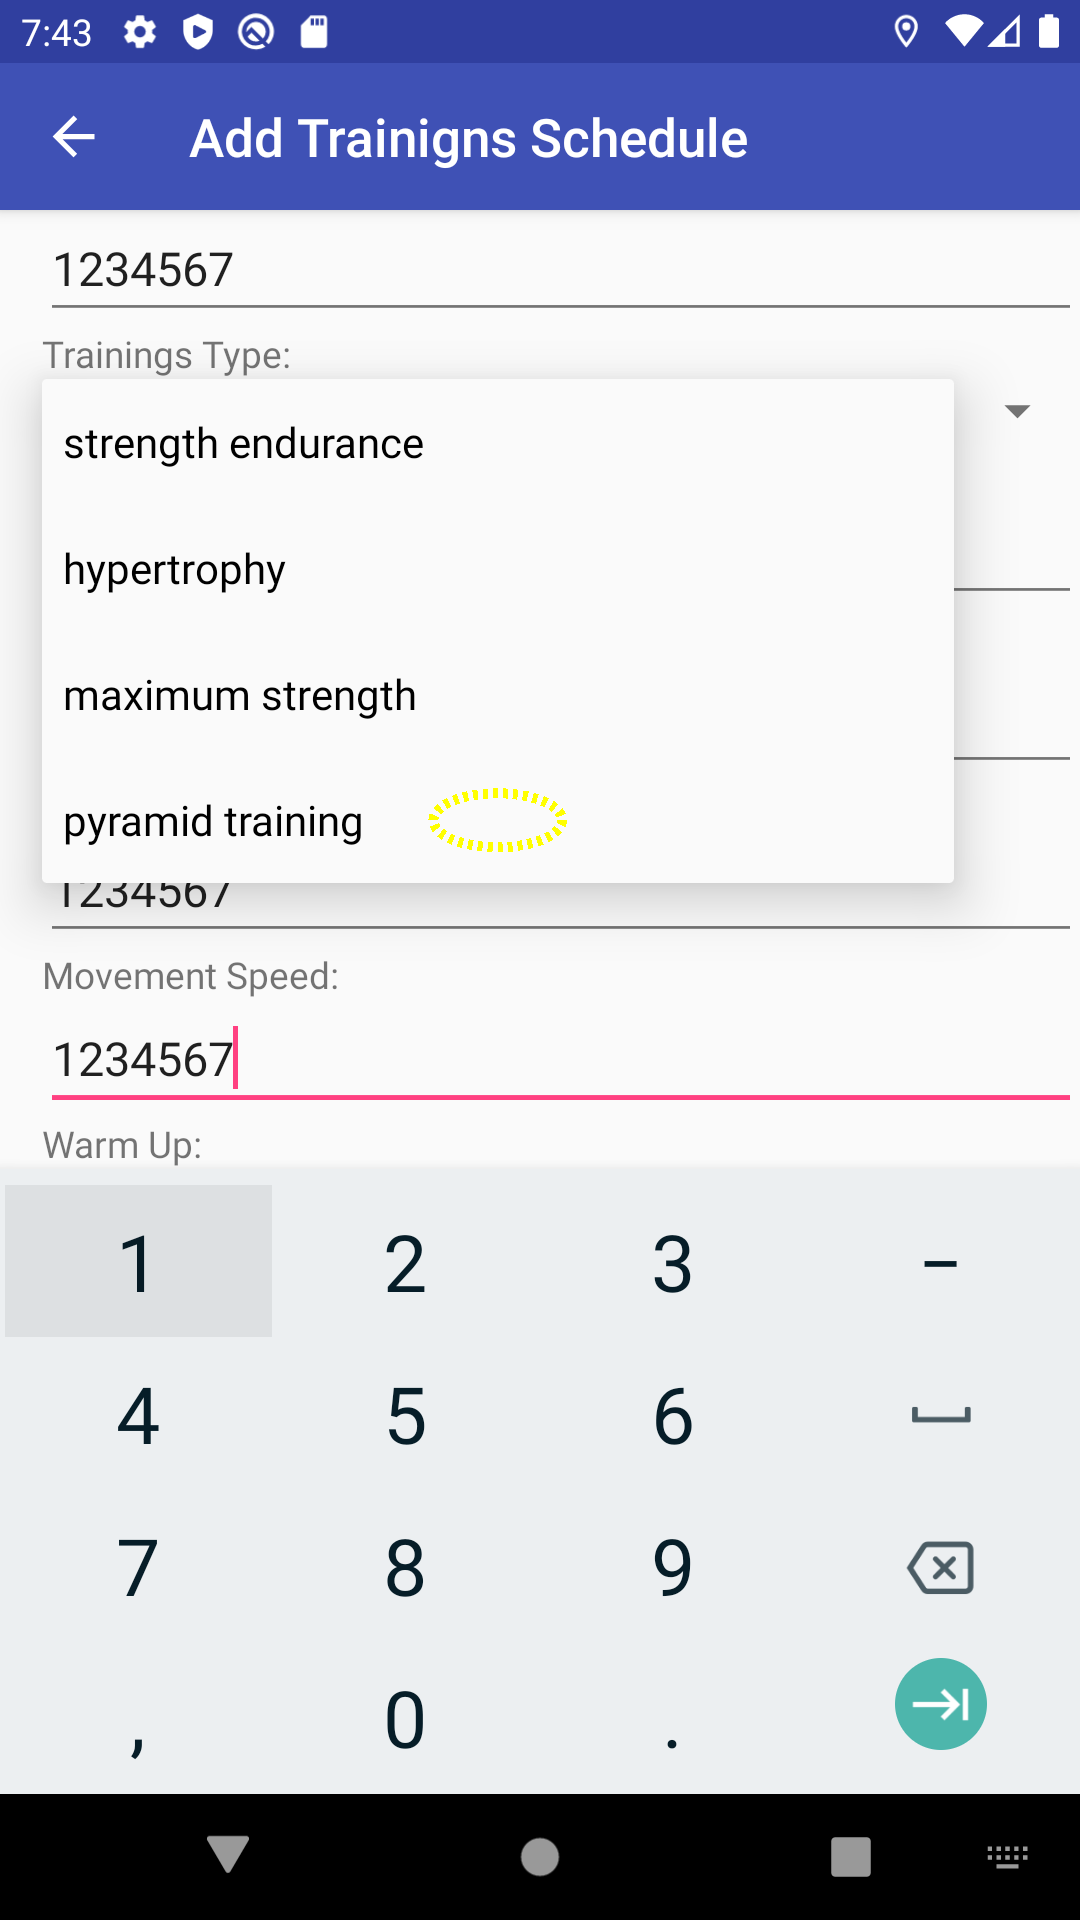 7:43
Add Trainigns Schedule
1234567
Trainings Type:
strength endurance
hypertrophy
maximum strength
pyramid training
1234567
Movement Speed:
1234567
Warm Up:
1 2 3 –
4 5 6
7 8 9
, 0 .